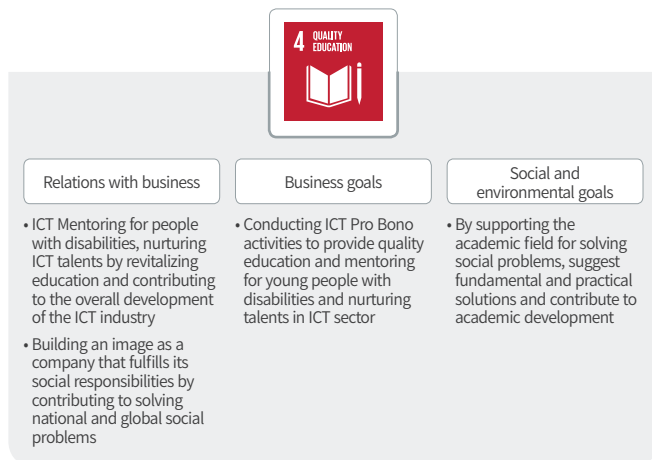 4 QUALITY
EDUCATION
Relations with business
• ICT Mentoring for people
with disabilities, nurturing
ICT talents by revitalizing
education and contributing
to the overall development
of the ICT industry
• Building an image as a
company that fulfills its
social responsibilities by
contributing to solving
national and global social
problems
Business goals
• Conducting ICT Pro Bono
activities to provide quality
education and mentoring
for young people with
disabilities and nurturing
talents in ICT sector
Social and
environmental goals
• By supporting the
academic field for solving
social problems, suggest
fundamental and practical
solutions and contribute to
academic development